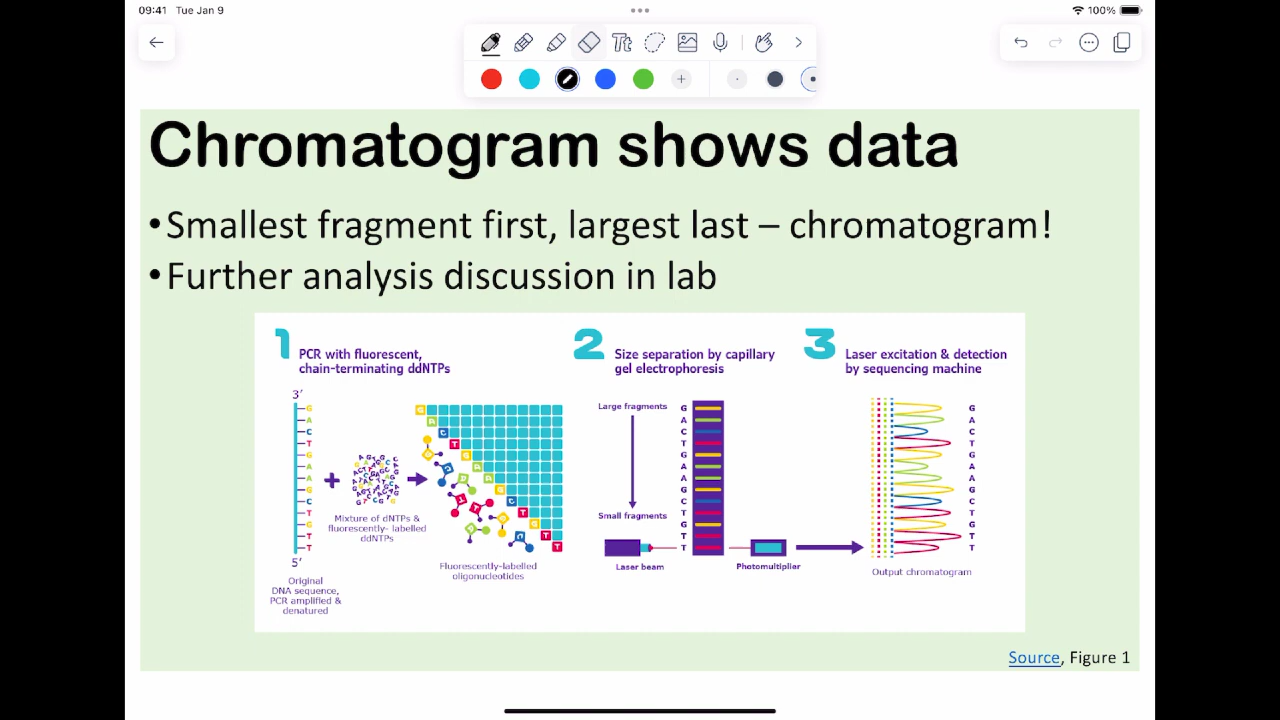 09:41 Tue Jan 9
100%
Tt
Chromatogram shows data
•Smallest fragment first, largest last – chromatogram!
•Further analysis discussion in lab
1 PCR with fluorescent,
chain-terminating ddNTPs
3′
G
A
C
T
G
A
A
G
C
T
G
T
T
5′
+
Mixture of dNTPs &
fluorescently- labelled
ddNTPs
Original
DNA sequence,
PCR amplified &
denatured
Fluorescently-labelled
oligonucleotides
2 Size separation by capillary
gel electrophoresis
Large fragments
Small fragments
G
A
C
T
G
A
A
G
C
T
G
T
T
Laser beam
Photomultiplier
3 Laser excitation & detection
by sequencing machine
G
A
C
T
G
A
A
G
C
T
G
T
T
Output chromatogram
Source, Figure 1